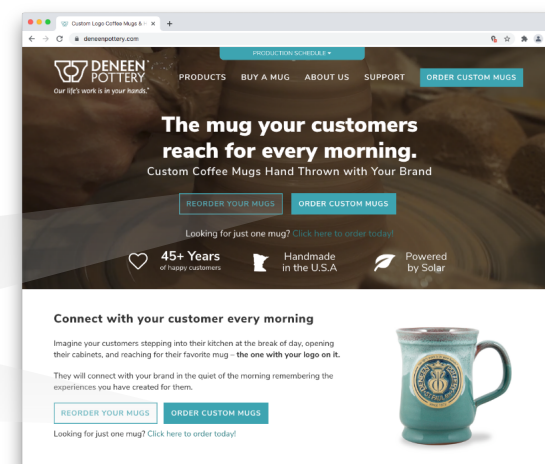 Custom Logo Coffee Mugs & H
deneenpottery.com
PRODUCTION SCHEDULE
DENEEN
POTTERY
Our life's work is in your hands.
PRODUCTS BUY A MUG ABOUT US SUPPORT ORDER CUSTOM MUGS
The mug your customers
reach for every morning.
Custom Coffee Mugs Hand Thrown with Your Brand
REORDER YOUR MUGS ORDER CUSTOM MUGS
Looking for just one mug? Click here to order today!
45+ Years
of happy customers
Handmade
in the U.S.A
Powered
by Solar
Connect with your customer every morning
Imagine your customers stepping into their kitchen at the break of day, opening
their cabinets, and reaching for their favorite mug – the one with your logo on it.
They will connect with your brand in the quiet of the morning remembering the
experiences you have created for them.
REORDER YOUR MUGS ORDER CUSTOM MUGS
Looking for just one mug? Click here to order today!